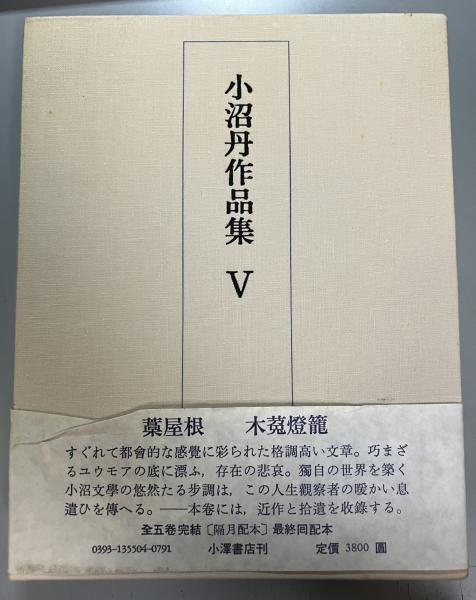 小沼丹作品集 Ⅴ
藁屋根 木菟燈籠
すぐれて都會的な感覺に彩られた格調高い文章。巧まざ
るユウモアの底に漂ふ，存在の悲哀。獨自の世界を築く
小沼文學の悠然たる步調は，この人生觀察者の暖かい息
遣ひを傳へる。——本卷には，近作と拾遺を收錄する。
全五卷完結〔隔月配本〕最終回配本
0393-135504-0791 小澤書店刊 定價 3800 圓